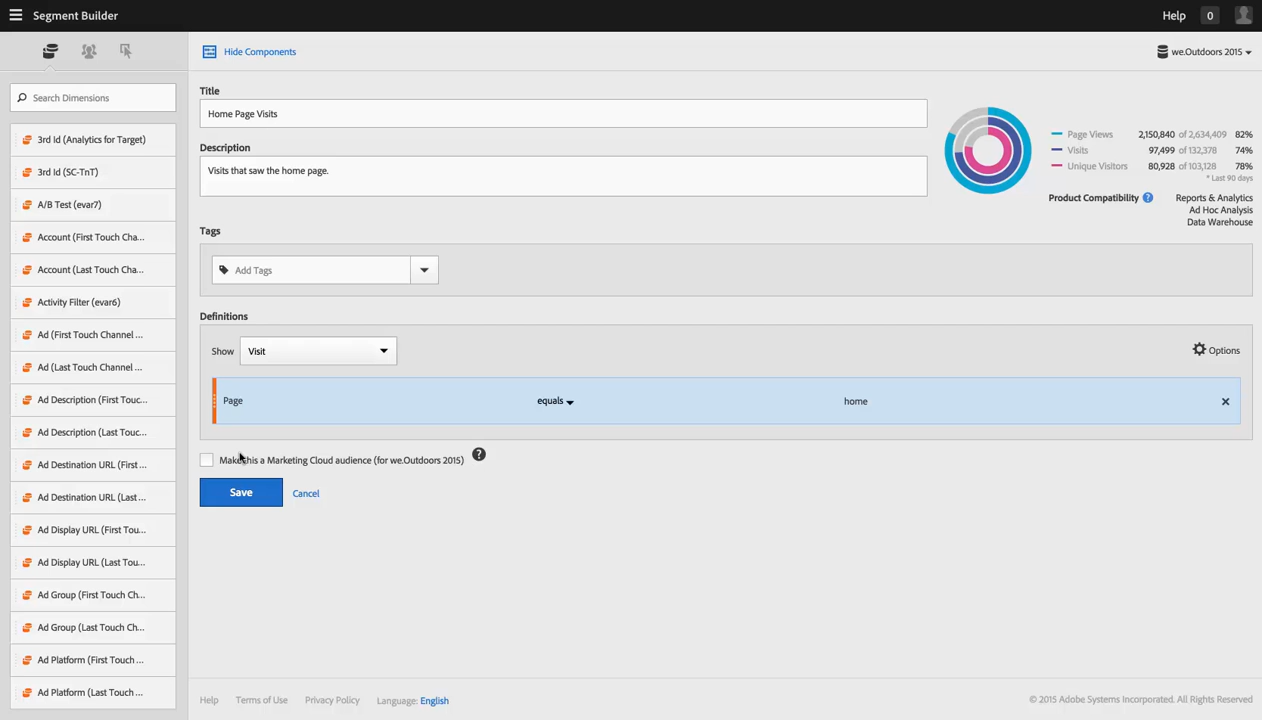 Segment Builder
Help
0
Hide Components
we.Outdoors 2015
Search Dimensions
3rd Id (Analytics for Target)
3rd Id (SC-TnT)
A/B Test (evar7)
Account (First Touch Cha...
Account (Last Touch Cha...
Activity Filter (evar6)
Ad (First Touch Channel ...
Ad (Last Touch Channel ...
Ad Description (First Touc...
Ad Description (Last Touc...
Ad Destination URL (First ...
Ad Destination URL (Last ...
Ad Display URL (First Tou...
Ad Display URL (Last Tou...
Ad Group (First Touch Ch...
Ad Group (Last Touch Ch...
Ad Platform (First Touch ...
Ad Platform (Last Touch ...
Title
Home Page Visits
Description
Visits that saw the home page.
Page Views 2,150,840 of 2,634,409 82%
Visits 97,499 of 132,378 74%
Unique Visitors 80,928 of 103,128 78%
* Last 90 days
Product Compatibility ? Reports & Analytics
Ad Hoc Analysis
Data Warehouse
Tags
Add Tags
Definitions
Show Visit Options
Page equals home
Make this a Marketing Cloud audience (for we.Outdoors 2015) ?
Save Cancel
Help Terms of Use Privacy Policy Language: English © 2015 Adobe Systems Incorporated. All Rights Reserved